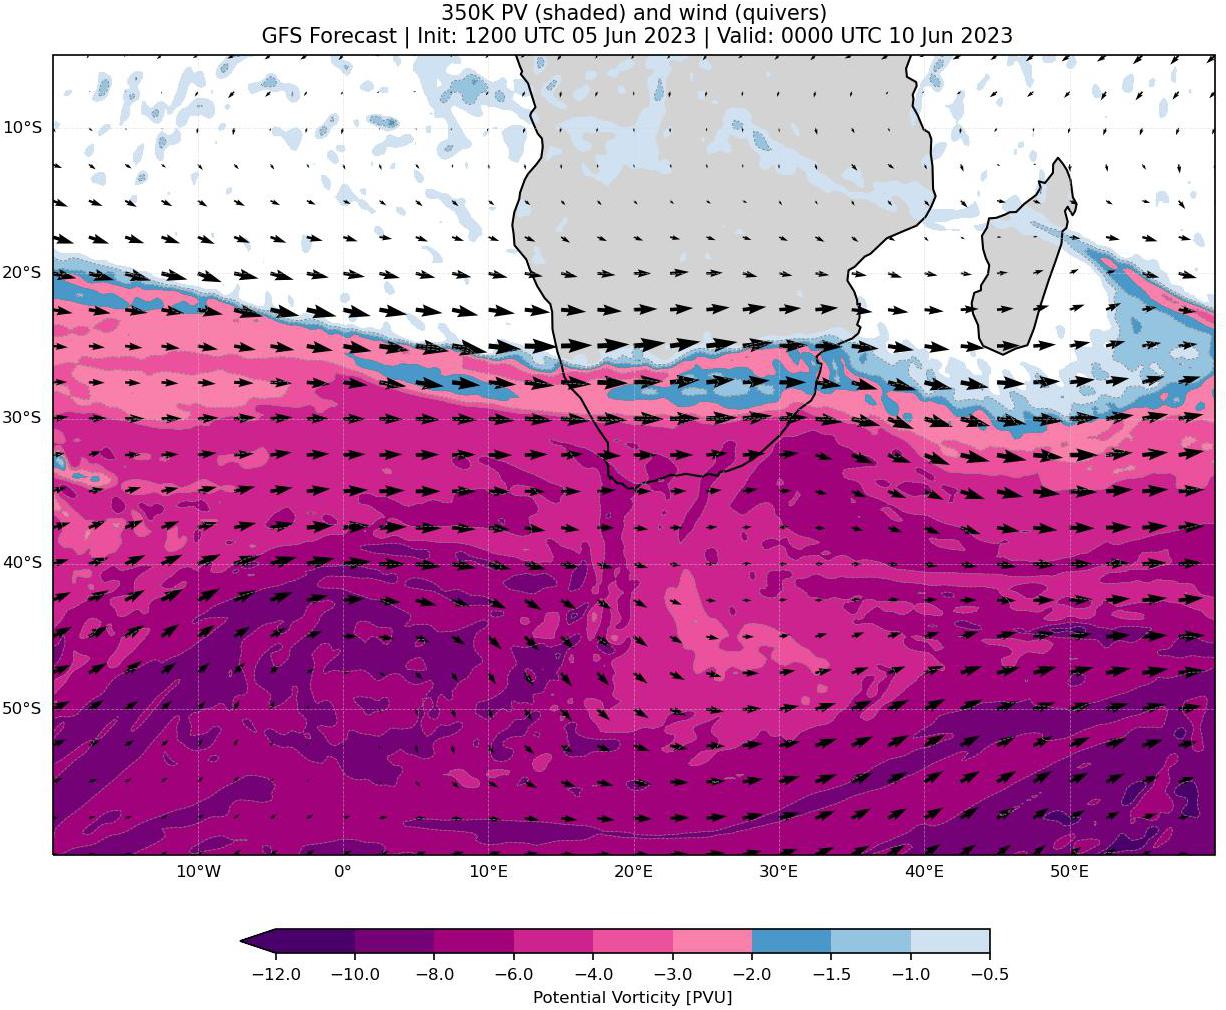 350K PV (shaded) and wind (quivers)
GFS Forecast | Init: 1200 UTC 05 Jun 2023 | Valid: 0000 UTC 10 Jun 2023
10°S
20°S
30°S
40°S
50°S
10°W 0° 10°E 20°E 30°E 40°E 50°E
−12.0 −10.0 −8.0 −6.0 −4.0 −3.0 −2.0 −1.5 −1.0 −0.5
Potential Vorticity [PVU]